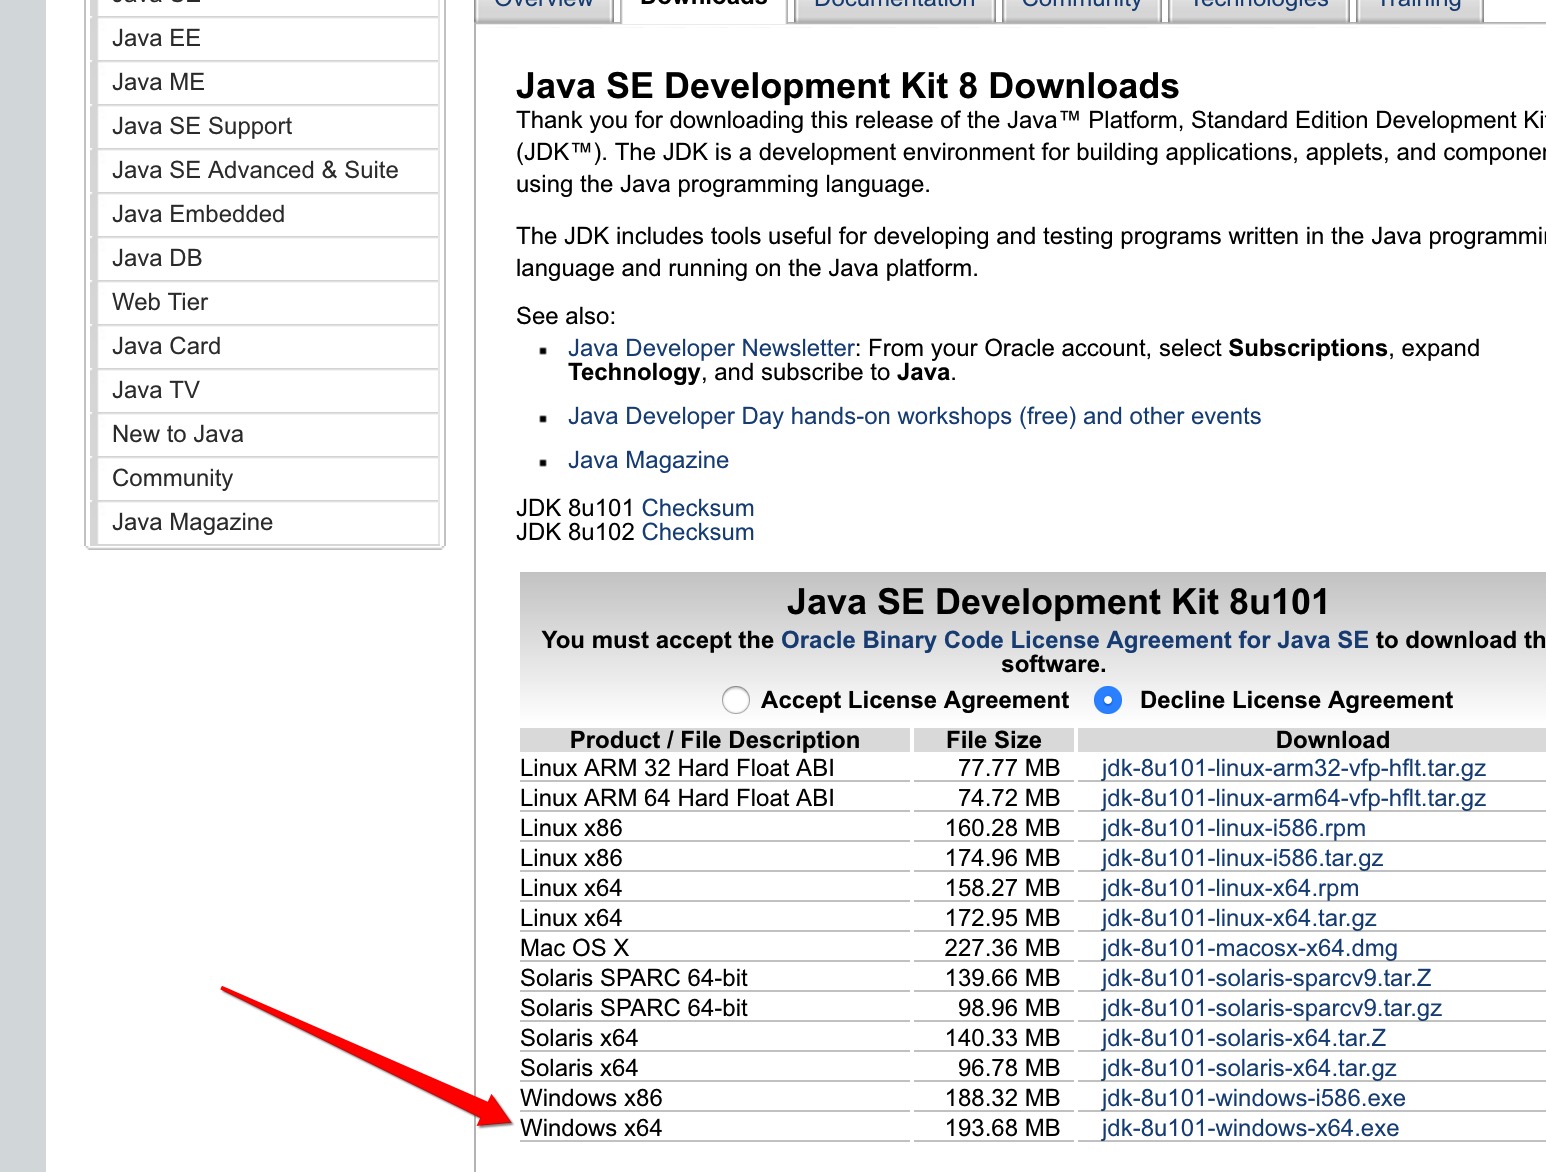 Java SE
Java EE
Java ME
Java SE Support
Java SE Advanced & Suite
Java Embedded
Java DB
Web Tier
Java Card
Java TV
New to Java
Community
Java Magazine
Overview Downloads Documentation Community Technologies Training
Java SE Development Kit 8 Downloads
Thank you for downloading this release of the Java™ Platform, Standard Edition Development Kit
(JDK™). The JDK is a development environment for building applications, applets, and componen
using the Java programming language.
The JDK includes tools useful for developing and testing programs written in the Java programmin
language and running on the Java platform.
See also:
Java Developer Newsletter: From your Oracle account, select Subscriptions, expand
Technology, and subscribe to Java.
Java Developer Day hands-on workshops (free) and other events
Java Magazine
JDK 8u101 Checksum
JDK 8u102 Checksum
Java SE Development Kit 8u101
You must accept the Oracle Binary Code License Agreement for Java SE to download th
software.
Accept License Agreement Decline License Agreement
Product / File Description File Size Download
Linux ARM 32 Hard Float ABI 77.77 MB jdk-8u101-linux-arm32-vfp-hflt.tar.gz
Linux ARM 64 Hard Float ABI 74.72 MB jdk-8u101-linux-arm64-vfp-hflt.tar.gz
Linux x86 160.28 MB jdk-8u101-linux-i586.rpm
Linux x86 174.96 MB jdk-8u101-linux-i586.tar.gz
Linux x64 158.27 MB jdk-8u101-linux-x64.rpm
Linux x64 172.95 MB jdk-8u101-linux-x64.tar.gz
Mac OS X 227.36 MB jdk-8u101-macosx-x64.dmg
Solaris SPARC 64-bit 139.66 MB jdk-8u101-solaris-sparcv9.tar.Z
Solaris SPARC 64-bit 98.96 MB jdk-8u101-solaris-sparcv9.tar.gz
Solaris x64 140.33 MB jdk-8u101-solaris-x64.tar.Z
Solaris x64 96.78 MB jdk-8u101-solaris-x64.tar.gz
Windows x86 188.32 MB jdk-8u101-windows-i586.exe
Windows x64 193.68 MB jdk-8u101-windows-x64.exe